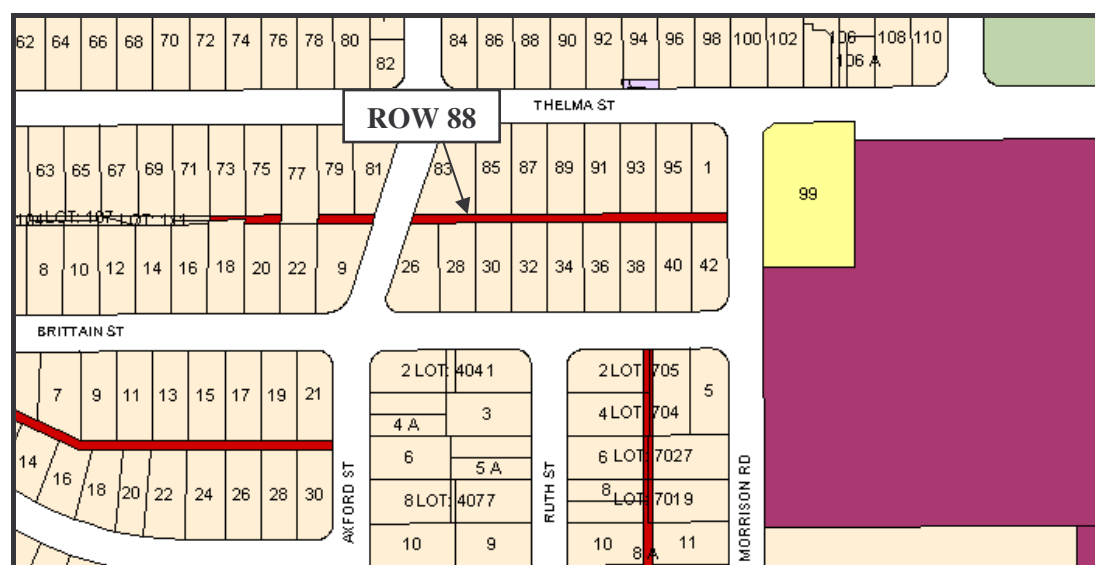 62 64 66 68 70 72 74 76 78 80 84 86 88 90 92 94 96 98 100 102 106 108 110
82 106 A
THELMA ST
ROW 88
63 65 67 69 71 73 75 77 79 81 83 85 87 89 91 93 95 1 99
LOT: 107 LOT:
8 10 12 14 16 18 20 22 9 26 28 30 32 34 36 38 40 42
BRITTAIN ST
7 9 11 13 15 17 19 21
2 LOT: 4041 2 LOT: 705
3 4 LOT: 704 5
4 A
6 6 LOT: 7027
5 A
8 LOT: 4077 8 LOT: 7019
14 16 18 20 22 24 26 28 30
10 9 10 8 A 11
AXFORD ST
RUTH ST
MORRISON RD